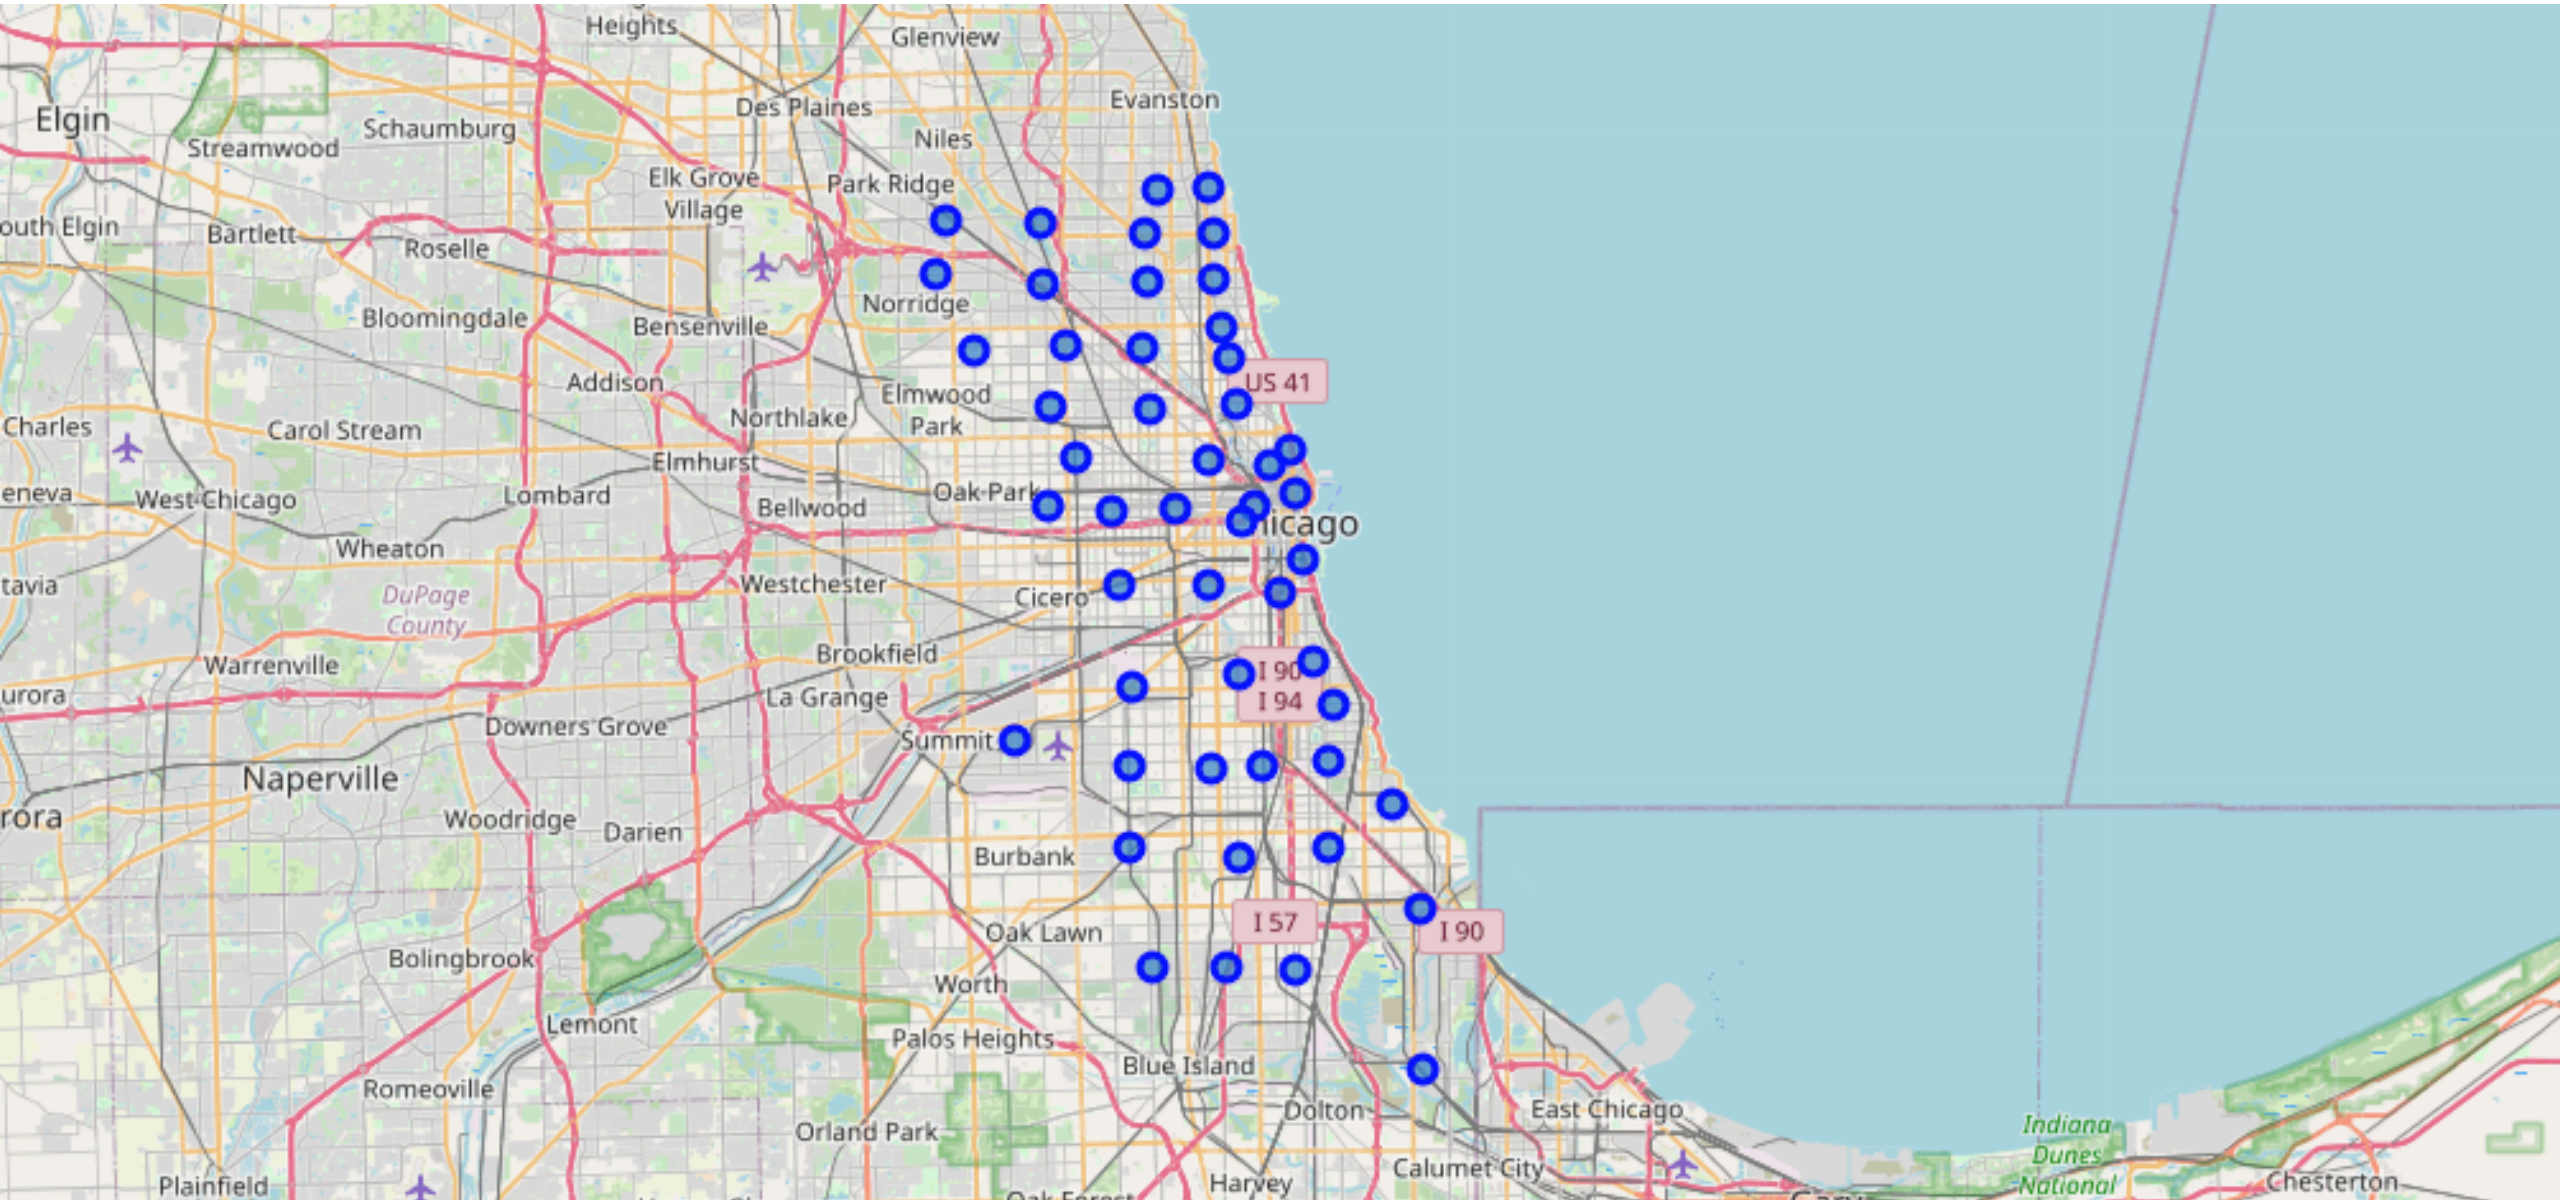 Heights
Glenview
Evanston
Des Plaines
Elgin
Schaumburg
Niles
Streamwood
Elk Grove
Village
Park Ridge
outh Elgin
Bartlett
Roselle
Norridge
Bloomingdale
Bensenville
US 41
Addison
Elmwood
Park
Northlake
Charles
Carol Stream
Elmhurst
eneva
West Chicago
Lombard
Oak Park
Bellwood
hicago
Wheaton
tavia
Westchester
DuPage
County
Cicero
Brookfield
Warrenville
I 90
I 94
urora
La Grange
Downers Grove
Summit
Naperville
rora
Woodridge
Darien
Burbank
I 57
I 90
Oak Lawn
Bolingbrook
Worth
Lemont
Palos Heights
Blue Island
Romeoville
Dolton
East Chicago
Orland Park
Indiana
Dunes
National
Calumet City
Plainfield
Harvey
Chesterton
Oak Forest
Gary